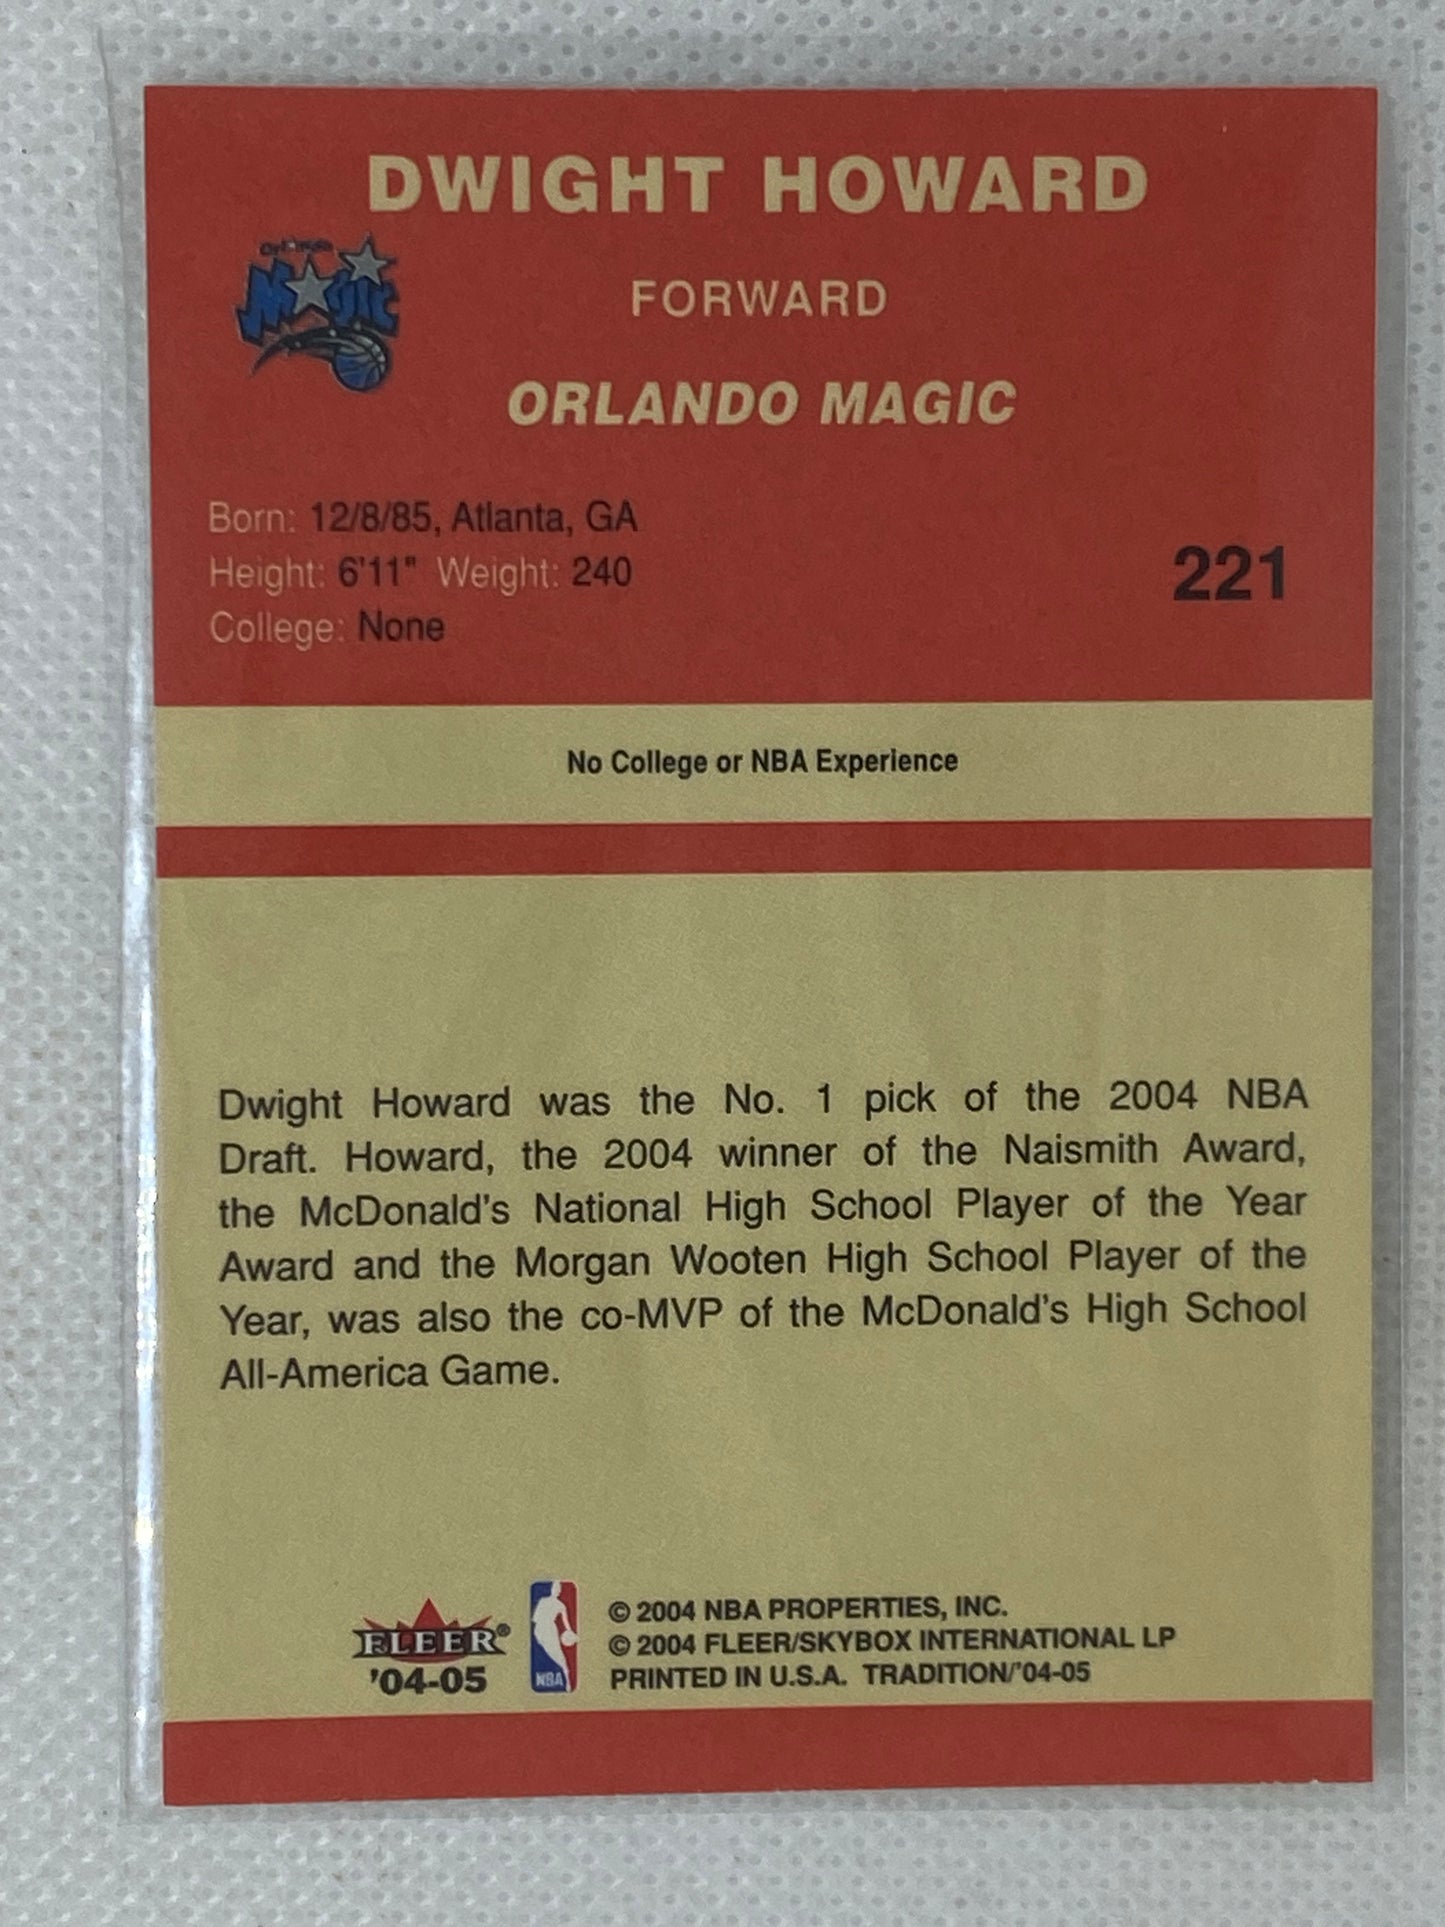 DWIGHT HOWARD
Orlando
MAGIC
FORWARD
ORLANDO MAGIC
Born: 12/8/85, Atlanta, GA
Height: 6'11" Weight: 240
College: None
221
No College or NBA Experience
Dwight Howard was the No. 1 pick of the 2004 NBA
Draft. Howard, the 2004 winner of the Naismith Award,
the McDonald's National High School Player of the Year
Award and the Morgan Wooten High School Player of the
Year, was also the co-MVP of the McDonald's High School
All-America Game.
FLEER®
'04-05
NBA
© 2004 NBA PROPERTIES, INC.
© 2004 FLEER/SKYBOX INTERNATIONAL LP
PRINTED IN U.S.A. TRADITION/'04-05